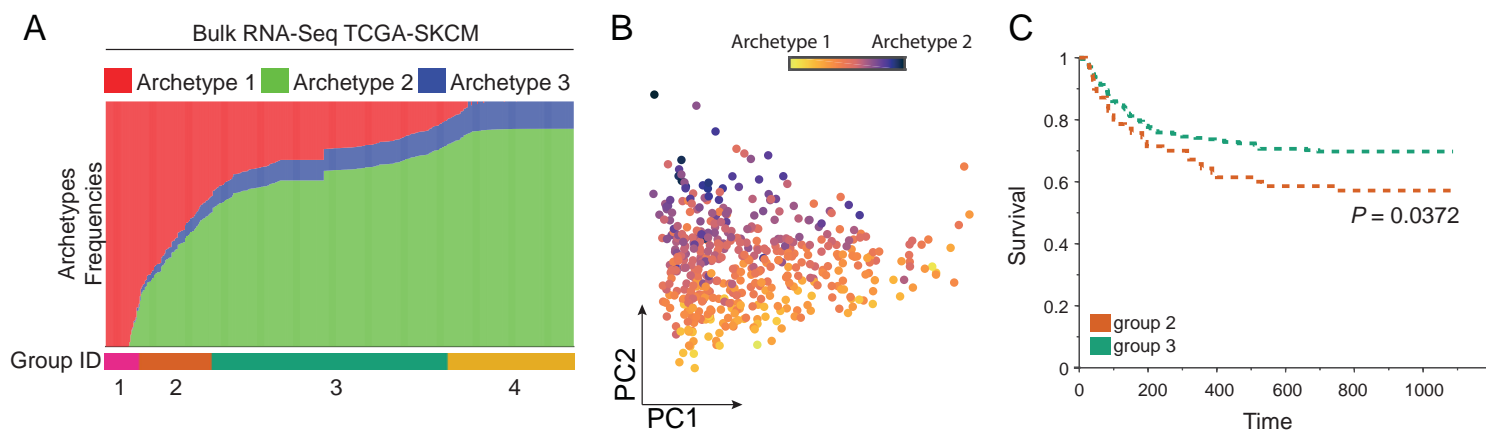 A
Bulk RNA-Seq TCGA-SKCM
Archetype 1 Archetype 2 Archetype 3
Archetypes
Frequencies
Group ID
1 2 3 4
B
Archetype 1 Archetype 2
PC2
PC1
C
Survival
1
0.8
0.6
0.4
0.2
0
P = 0.0372
group 2
group 3
0 200 400 600 800 1000
Time